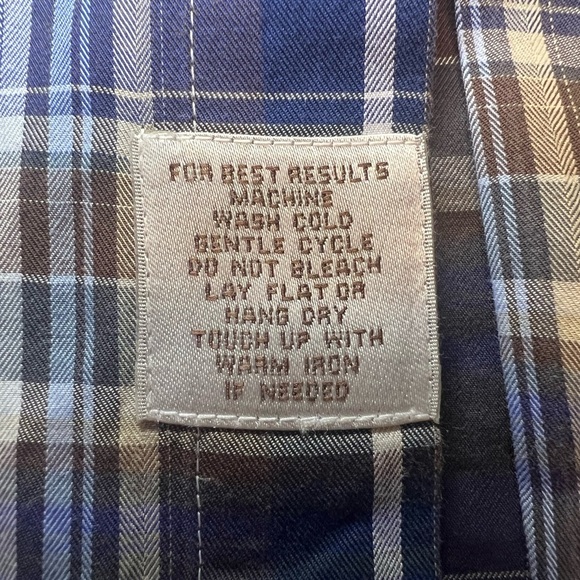 FOR BEST RESULTS
MACHINE
WASH COLD
GENTLE CYCLE
DO NOT BLEACH
LAY FLAT OR
HANG DRY
TOUCH UP WITH
WARM IRON
IF NEEDED